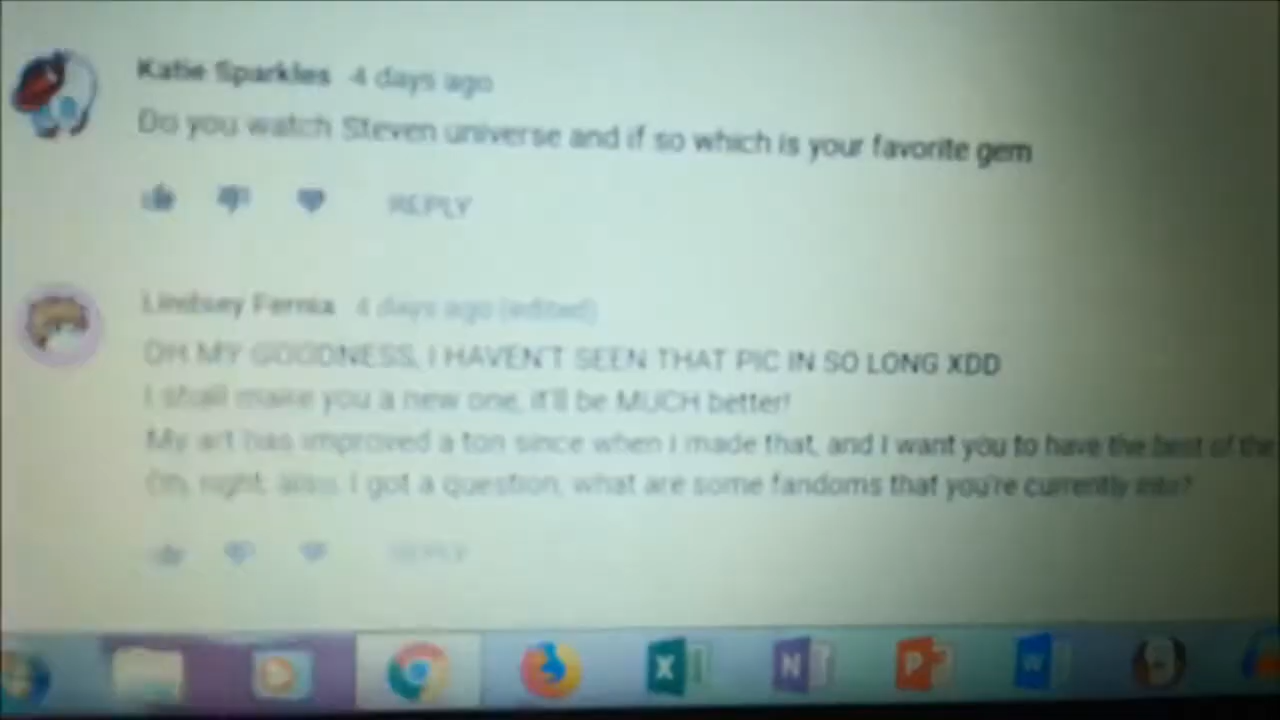 Katie Sparkles 4 days ago
Do you watch Steven universe and if so which is your favorite gem
REPLY
Lindsey Fernia 4 days ago (edited)
OH MY GOODNESS, I HAVEN'T SEEN THAT PIC IN SO LONG XDD
I shall make you a new one, it'll be MUCH better!
My art has improved a ton since when I made that, and I want you to have the best of the
Oh, right, also, I got a question, what are some fandoms that you're currently into?
REPLY
X
N
P
W